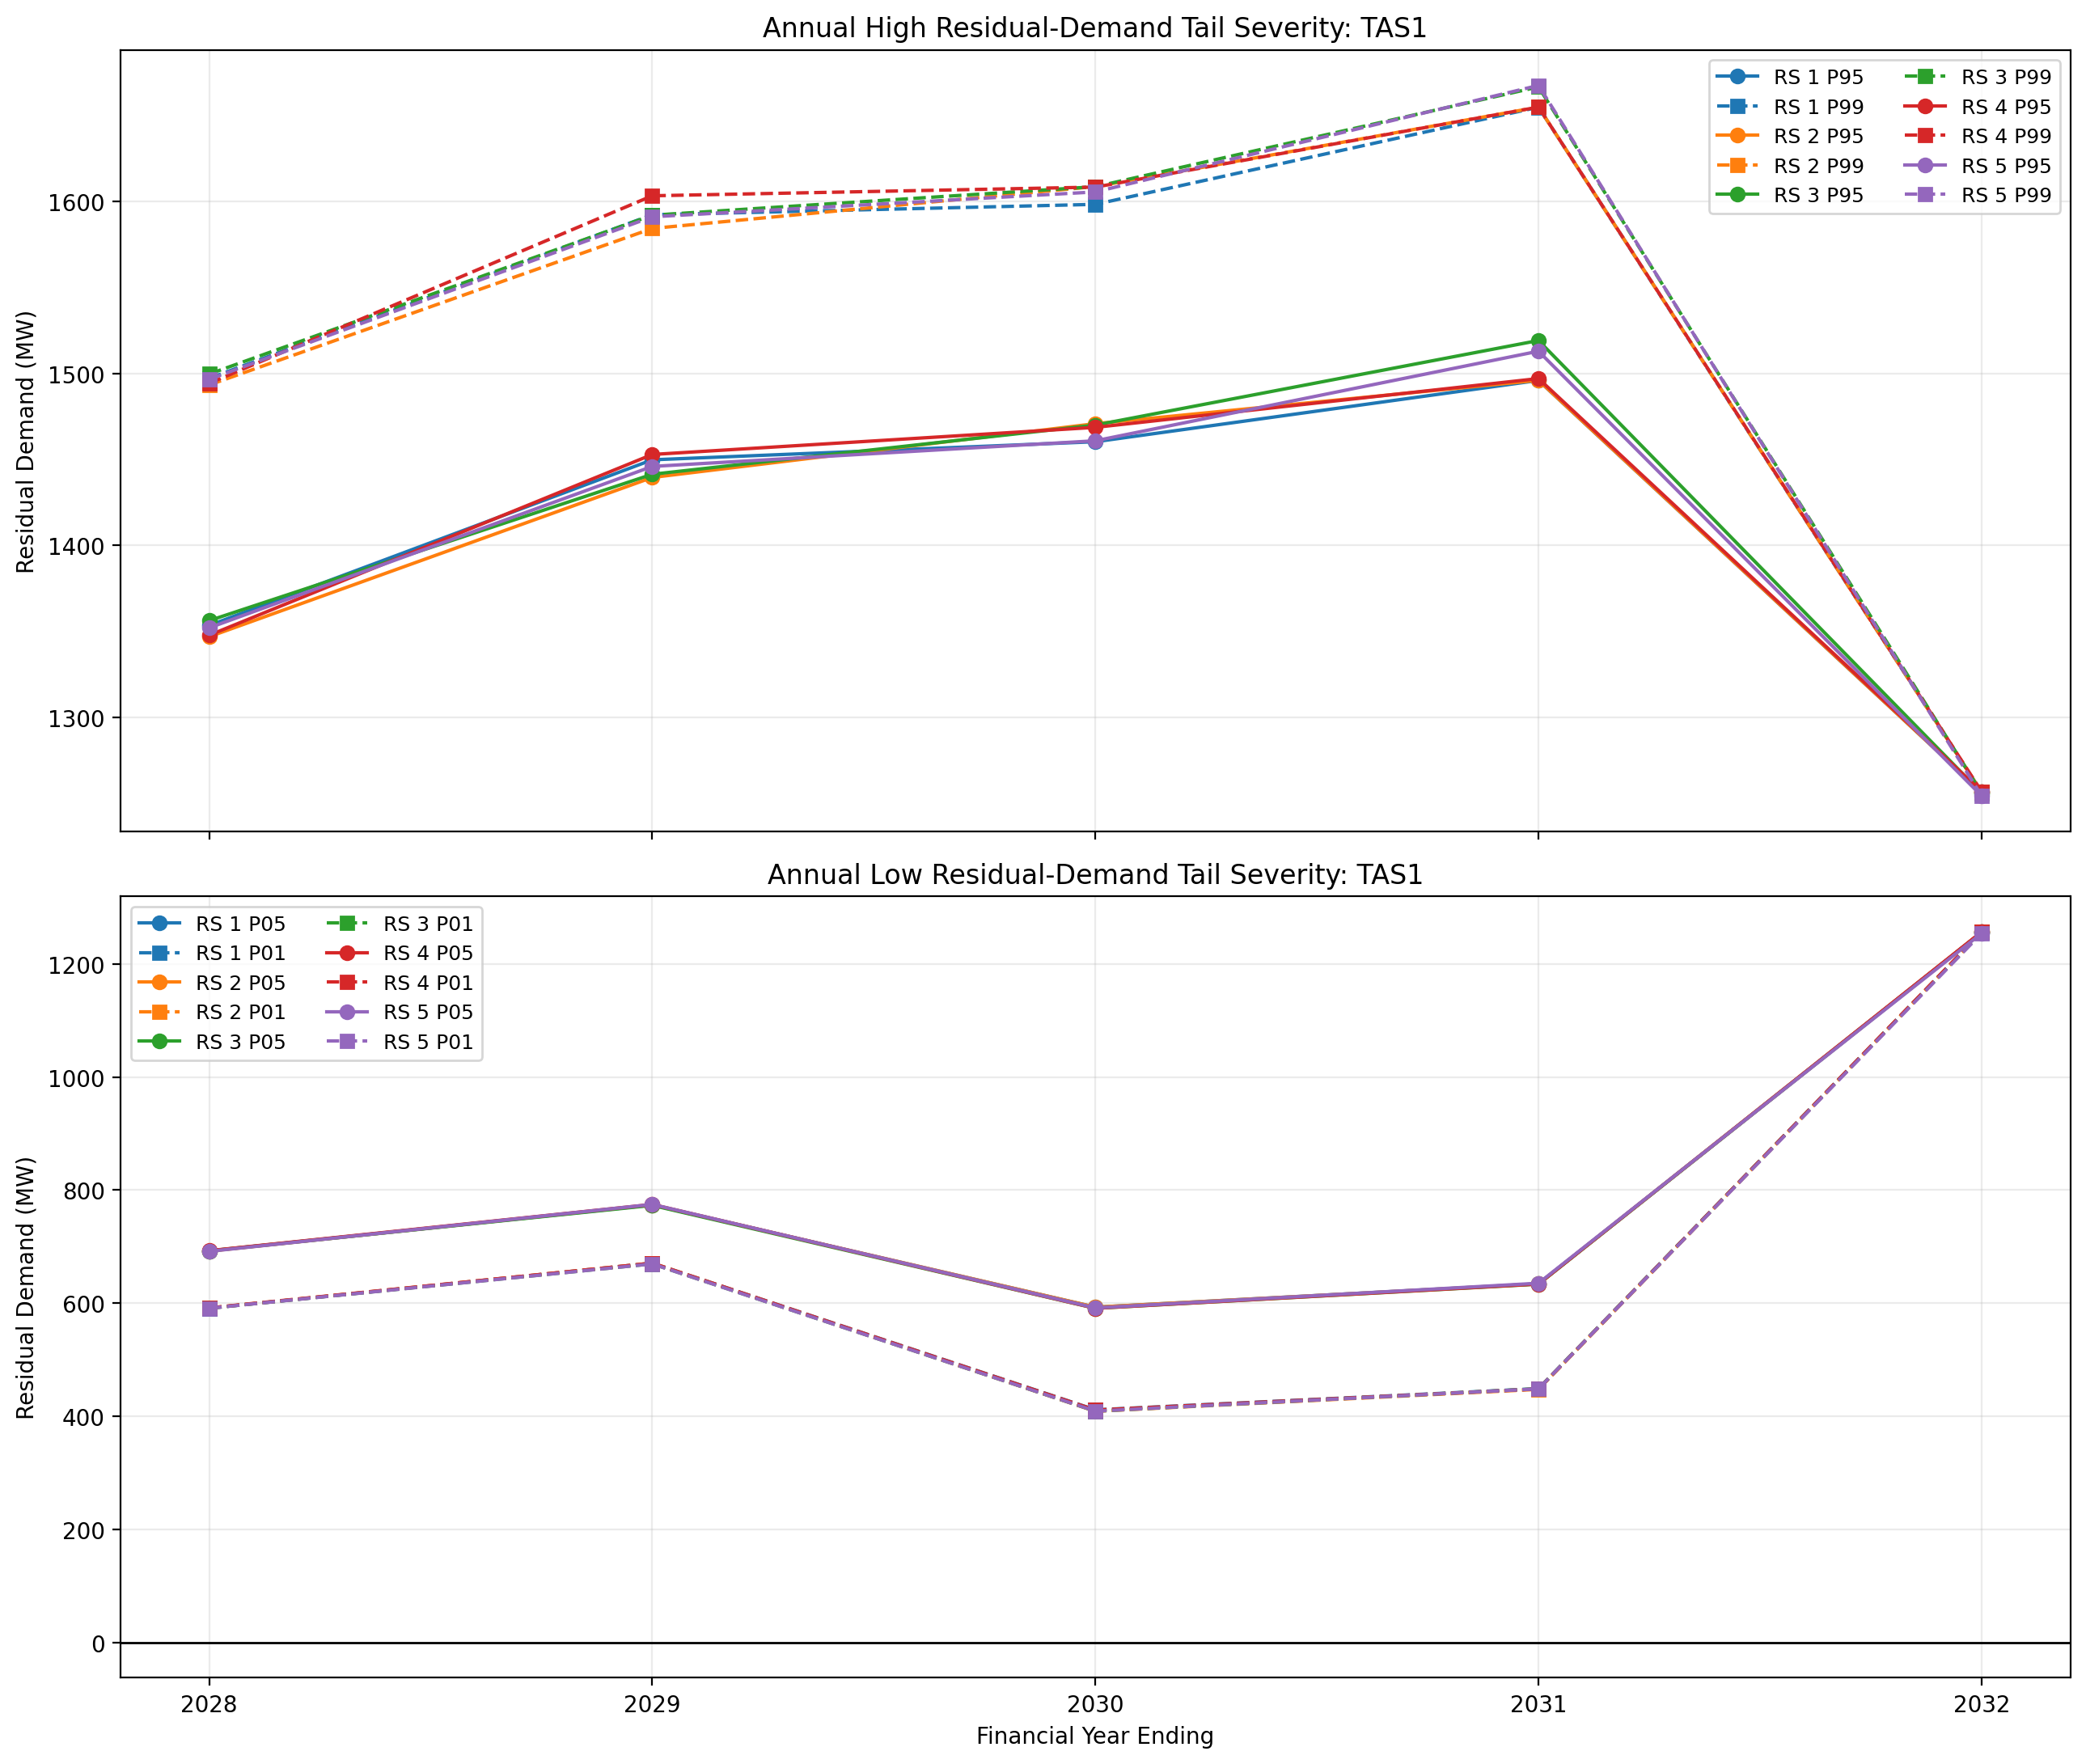 Annual High Residual-Demand Tail Severity: TAS1
Residual Demand (MW)
1600
1500
1400
1300
RS 1 P95
RS 1 P99
RS 2 P95
RS 2 P99
RS 3 P95
RS 3 P99
RS 4 P95
RS 4 P99
RS 5 P95
RS 5 P99
Annual Low Residual-Demand Tail Severity: TAS1
Residual Demand (MW)
1200
1000
800
600
400
200
0
RS 1 P05
RS 1 P01
RS 2 P05
RS 2 P01
RS 3 P05
RS 3 P01
RS 4 P05
RS 4 P01
RS 5 P05
RS 5 P01
2028
2029
2030
2031
2032
Financial Year Ending